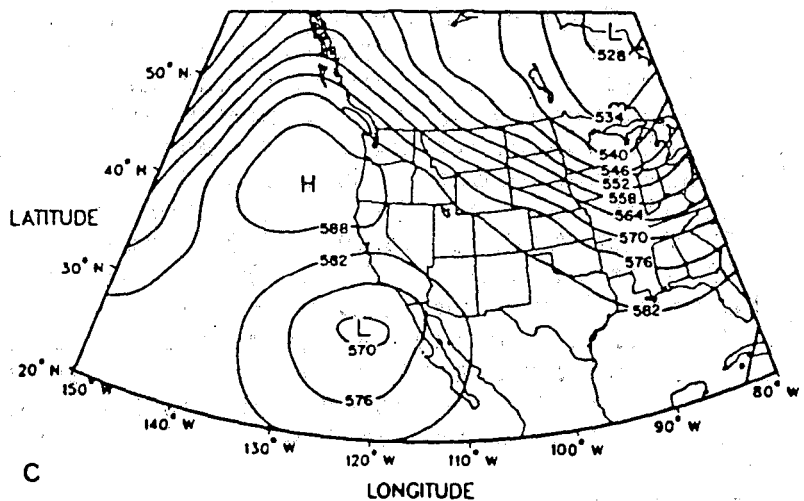 L
528
50° N
534
540
40° N
546
552
H
558
564
LATITUDE
588
570
582
576
30° N
582
L
570
20° N
150° W
576
80° W
140° W
90° W
130° W
100° W
120° W
110° W
C
LONGITUDE